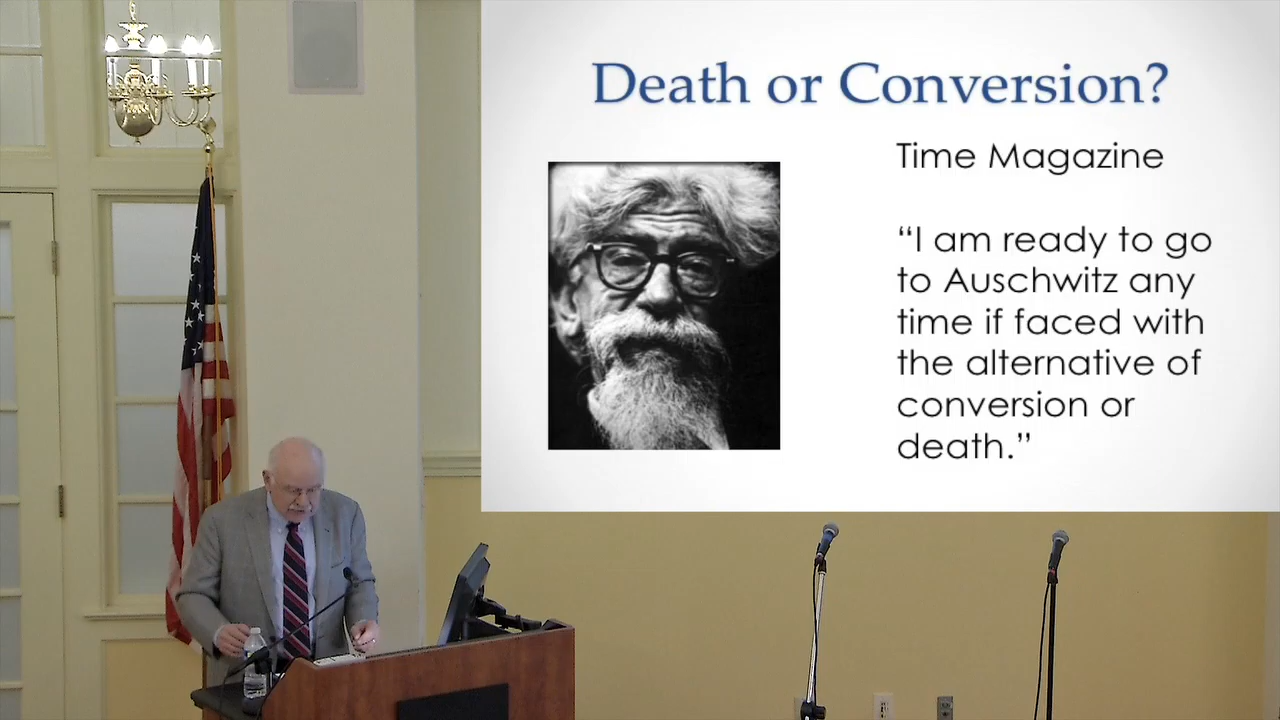 Death or Conversion?
Time Magazine
“I am ready to go
to Auschwitz any
time if faced with
the alternative of
conversion or
death.”